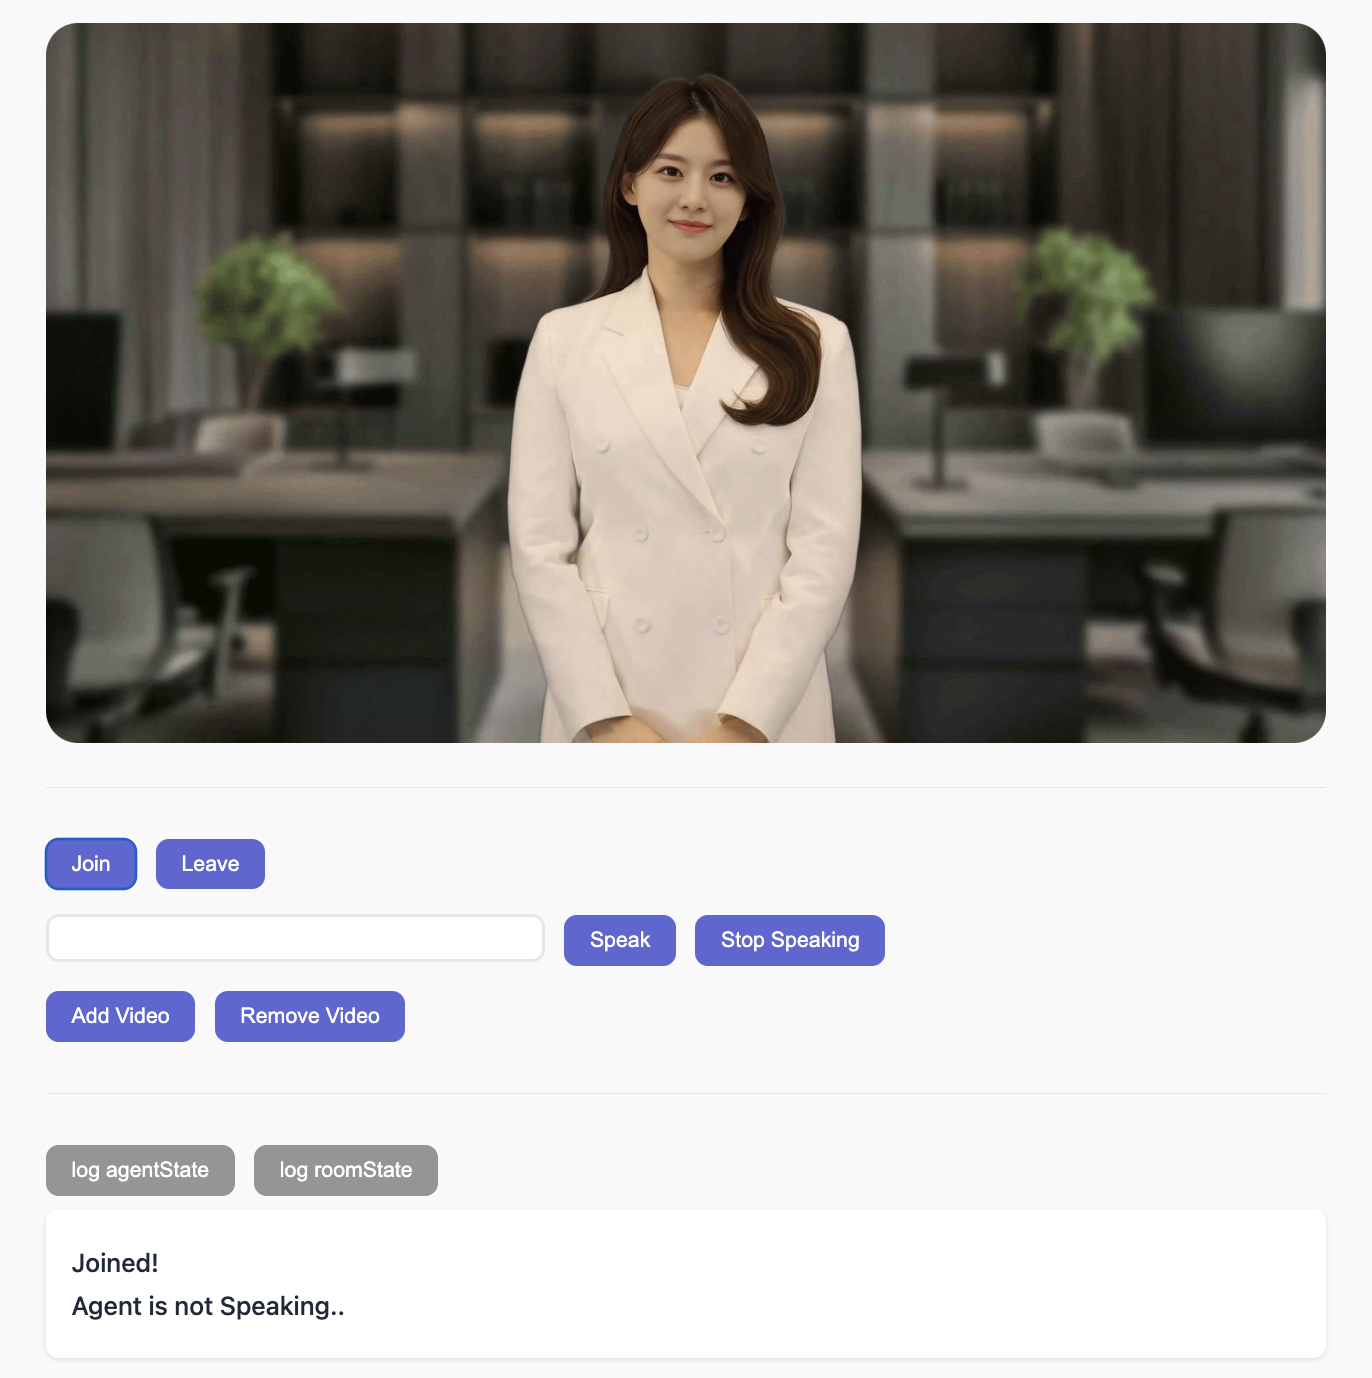 Join Leave
Speak Stop Speaking
Add Video Remove Video
log agentState log roomState
Joined!
Agent is not Speaking..